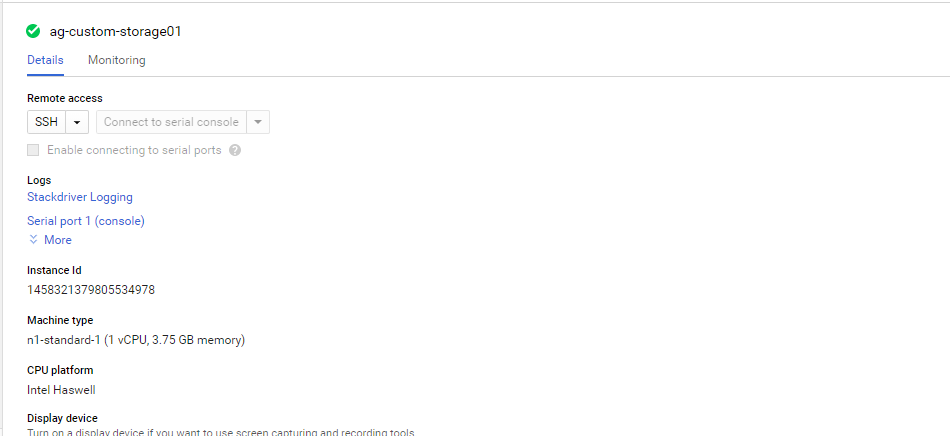 ag-custom-storage01
Details Monitoring
Remote access
SSH Connect to serial console
Enable connecting to serial ports ?
Logs
Stackdriver Logging
Serial port 1 (console)
More
Instance Id
1458321379805534978
Machine type
n1-standard-1 (1 vCPU, 3.75 GB memory)
CPU platform
Intel Haswell
Display device
Turn on a display device if you want to use screen capturing and recording tools